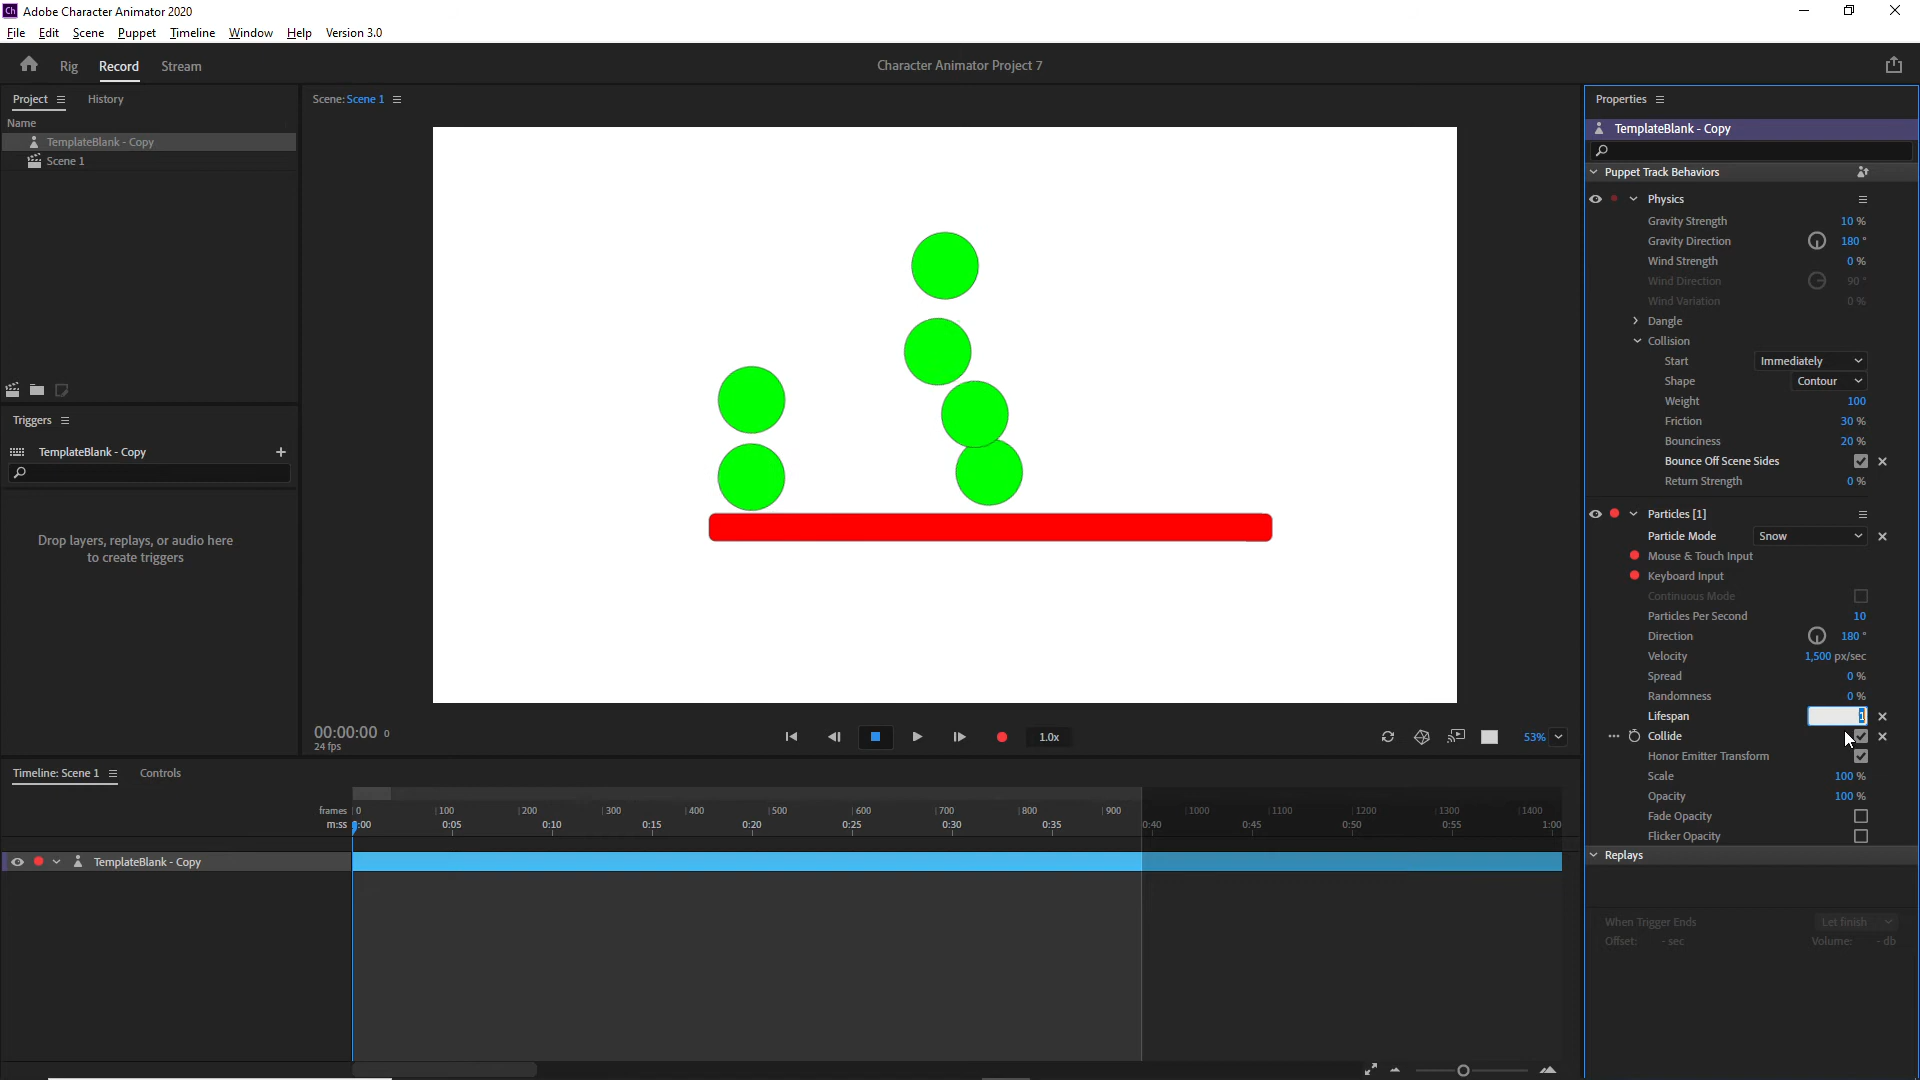 Ch Adobe Character Animator 2020
File Edit Scene Puppet Timeline Window Help Version 3.0
Rig Record Stream Character Animator Project 7
Project History
Name
TemplateBlank - Copy
Scene 1
Triggers
TemplateBlank - Copy
Drop layers, replays, or audio here
to create triggers
Scene: Scene 1
00:00:00 0
24 fps
1.0x
53%
Properties
TemplateBlank - Copy
Puppet Track Behaviors
Physics
Gravity Strength 10 %
Gravity Direction 180 °
Wind Strength 0 %
Wind Direction 90 °
Wind Variation 0 %
Dangle
Collision
Start Immediately
Shape Contour
Weight 100
Friction 30 %
Bounciness 20 %
Bounce Off Scene Sides
Return Strength 0 %
Particles [1]
Particle Mode Snow
Mouse & Touch Input
Keyboard Input
Continuous Mode
Particles Per Second 10
Direction 180 °
Velocity 1,500 px/sec
Spread 0 %
Randomness 0 %
Lifespan 1
Collide
Honor Emitter Transform
Scale 100 %
Opacity 100 %
Fade Opacity
Flicker Opacity
Replays
When Trigger Ends Let finish
Offset: - sec Volume: - db
Timeline: Scene 1 Controls
frames 0 100 200 300 400 500 600 700 800 900 1000 1100 1200 1300 1400
m:ss 0:00 0:05 0:10 0:15 0:20 0:25 0:30 0:35 0:40 0:45 0:50 0:55 1:00
TemplateBlank - Copy